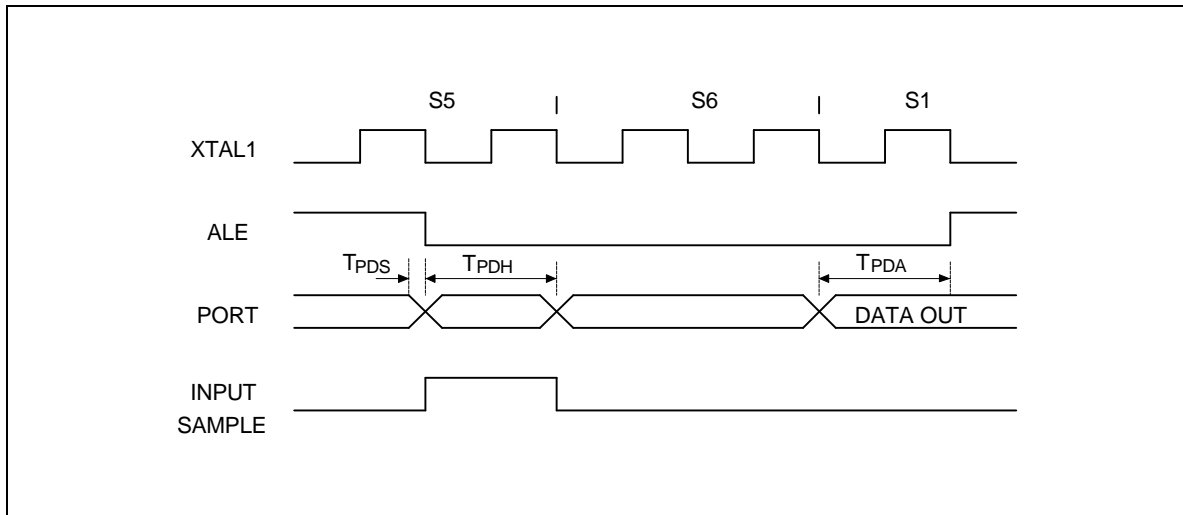 S5 | S6 | S1
XTAL1
ALE
TPDS TPDH TPDA
PORT DATA OUT
INPUT
SAMPLE